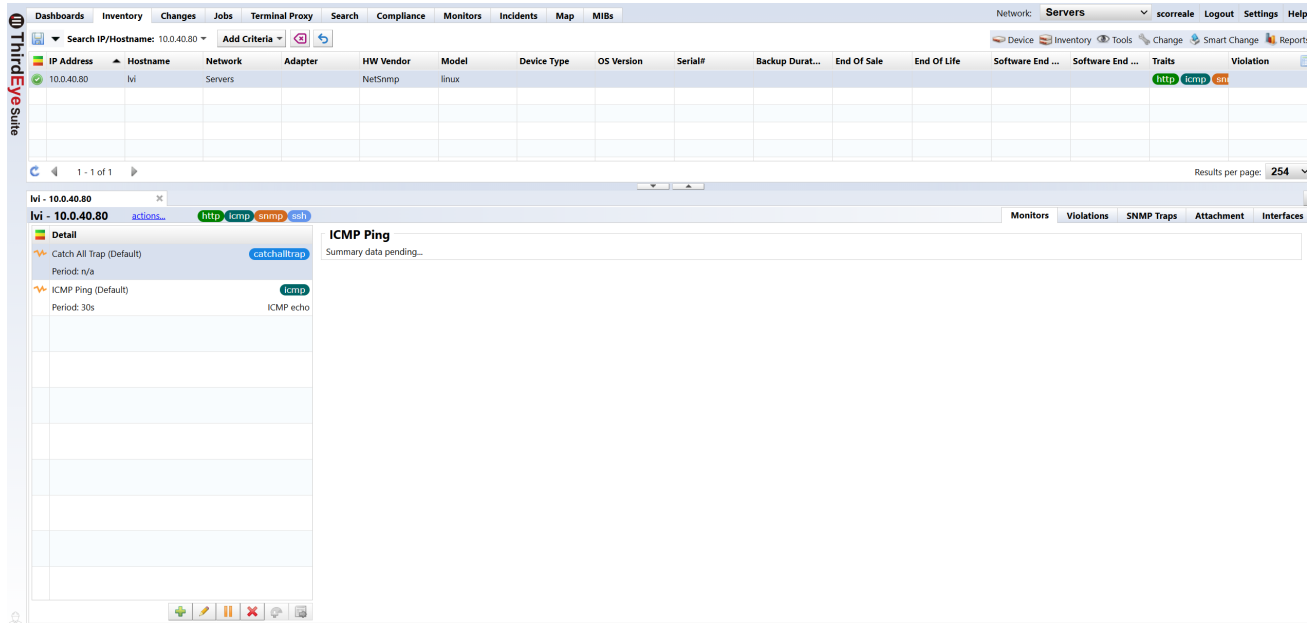 Dashboards Inventory Changes Jobs Terminal Proxy Search Compliance Monitors Incidents Map MIBs Network: Servers scorreale Logout Settings Help
ThirdEye Suite
Search IP/Hostname: 10.0.40.80 Add Criteria Device Inventory Tools Change Smart Change Reports
IP Address Hostname Network Adapter HW Vendor Model Device Type OS Version Serial# Backup Durat... End Of Sale End Of Life Software End ... Software End ... Traits Violation
10.0.40.80 lvi Servers NetSnmp linux http icmp sn
1 - 1 of 1 Results per page: 254
lvi - 10.0.40.80
lvi - 10.0.40.80 actions... http icmp snmp ssh Monitors Violations SNMP Traps Attachment Interfaces
Detail
ICMP Ping
Catch All Trap (Default) catchalltrap Summary data pending...
Period: n/a
ICMP Ping (Default) icmp
Period: 30s ICMP echo